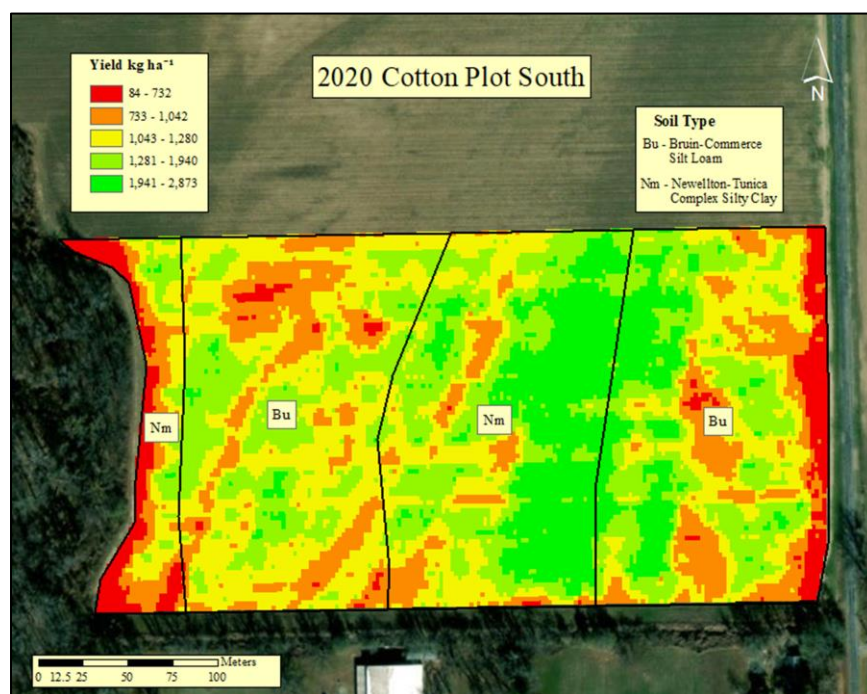 2020 Cotton Plot South
Yield kg ha⁻¹
84 - 732
733 - 1,042
1,043 - 1,280
1,281 - 1,940
1,941 - 2,873
N
Soil Type
Bu - Bruin-Commerce
Silt Loam
Nm - Newellton-Tunica
Complex Silty Clay
Nm
Bu
Nm
Bu
Meters
0 12.5 25 50 75 100